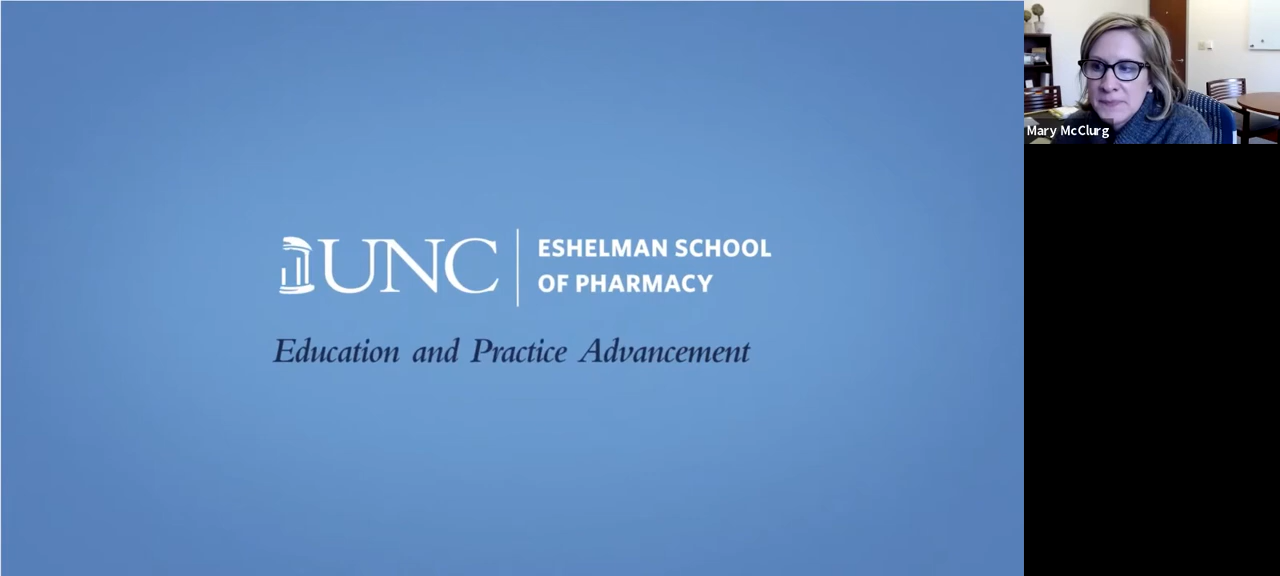 UNC
ESHELMAN SCHOOL
OF PHARMACY
Education and Practice Advancement
Mary McClurg